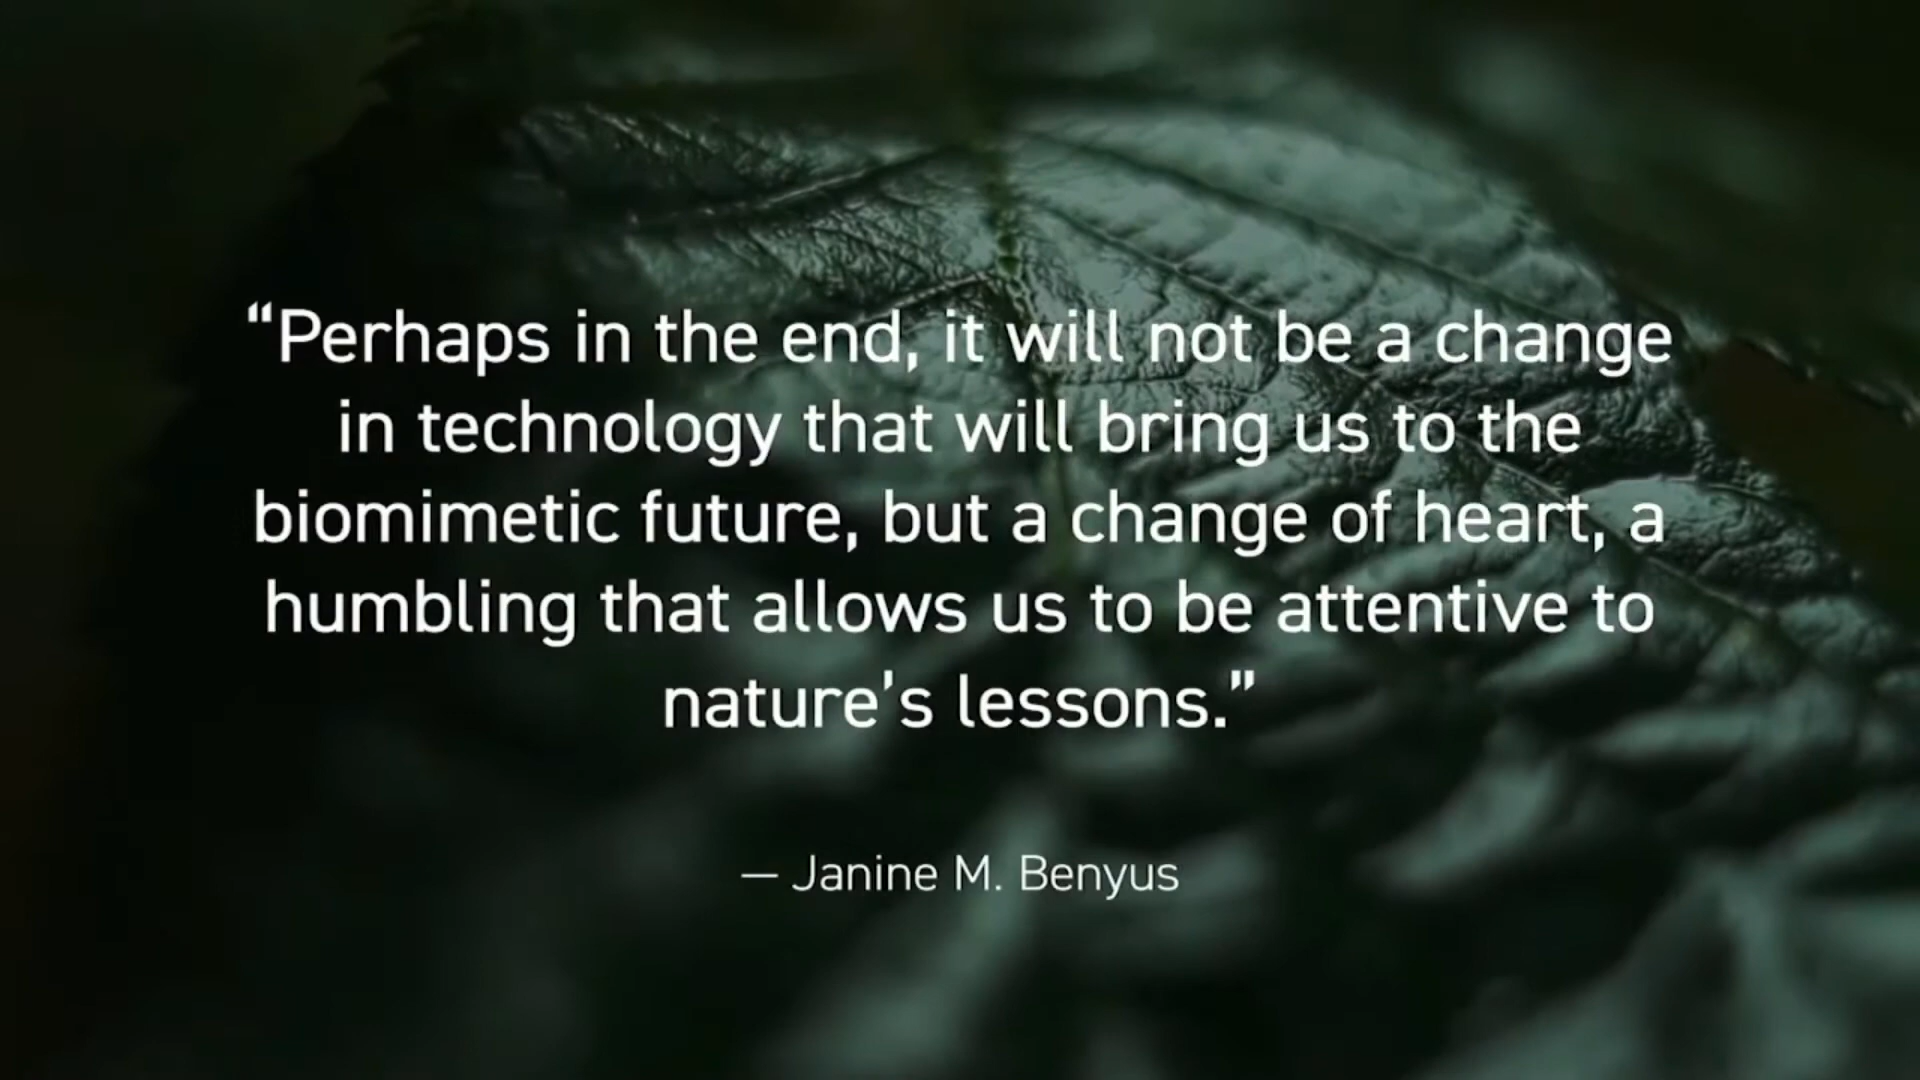 “Perhaps in the end, it will not be a change
in technology that will bring us to the
biomimetic future, but a change of heart, a
humbling that allows us to be attentive to
nature’s lessons.”
— Janine M. Benyus